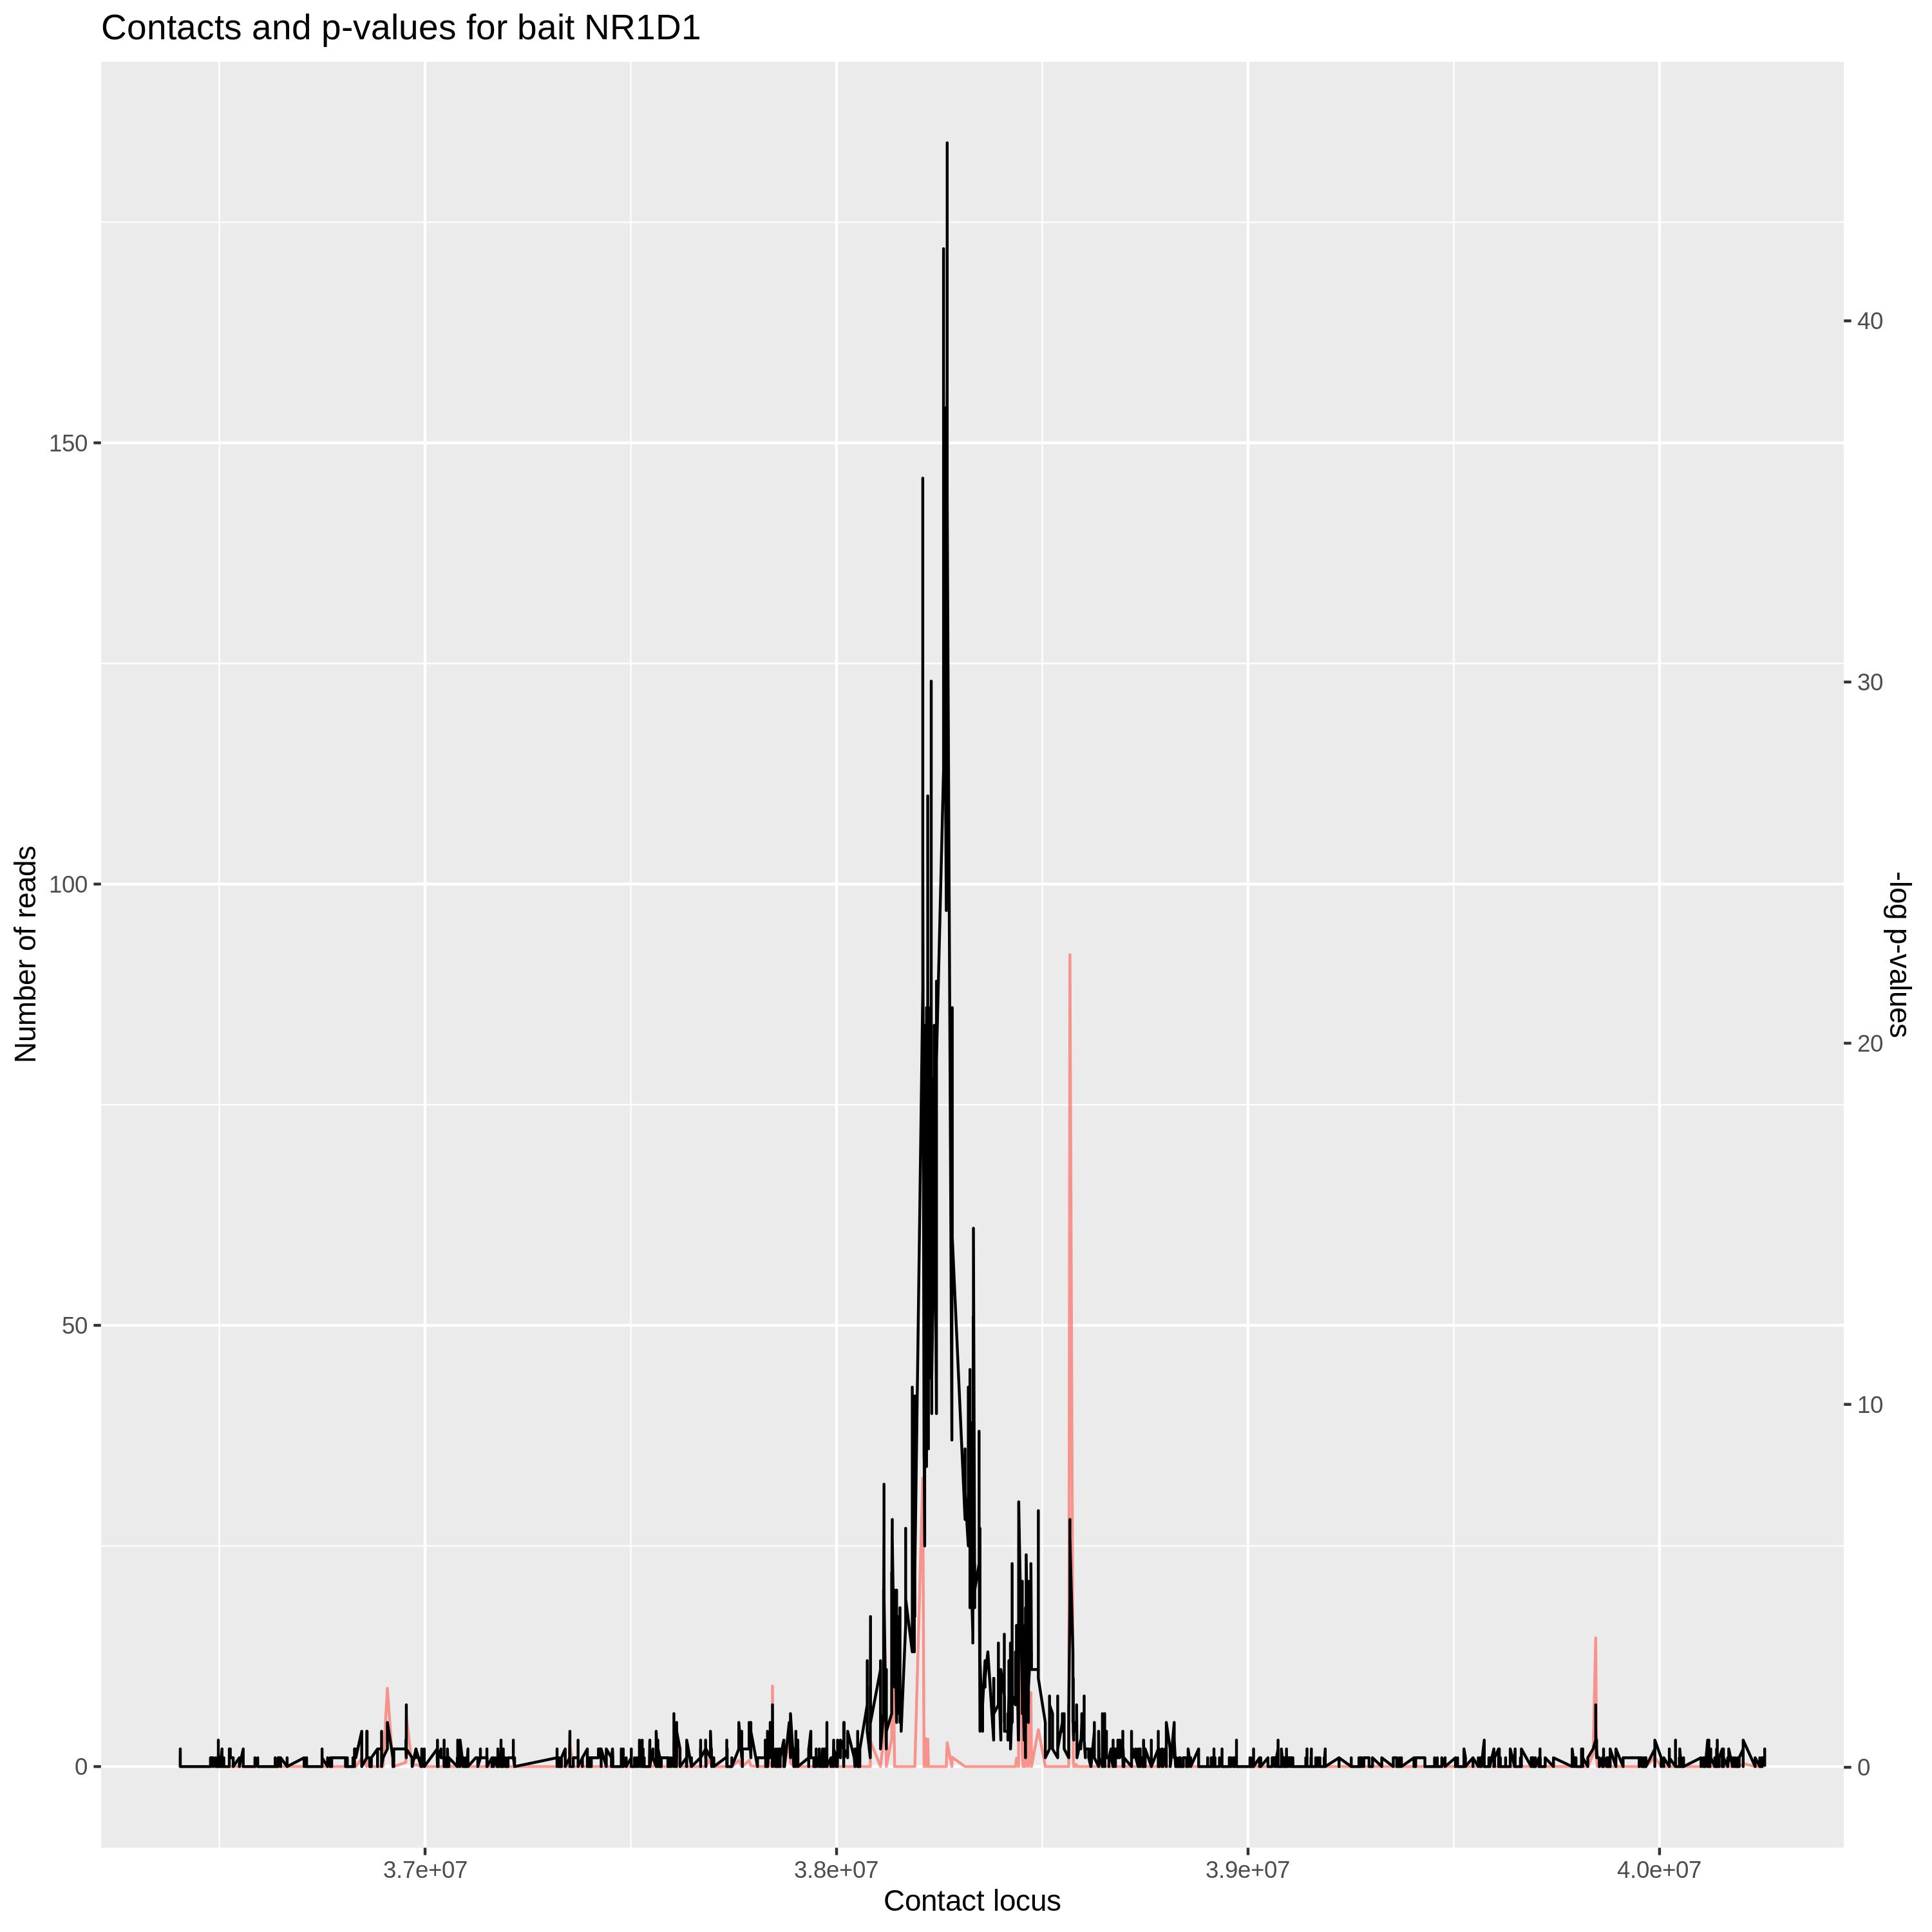 Contacts and p-values for bait NR1D1
150
100
50
0
Number of reads
40
30
20
10
0
-log p-values
3.7e+07 3.8e+07 3.9e+07 4.0e+07
Contact locus